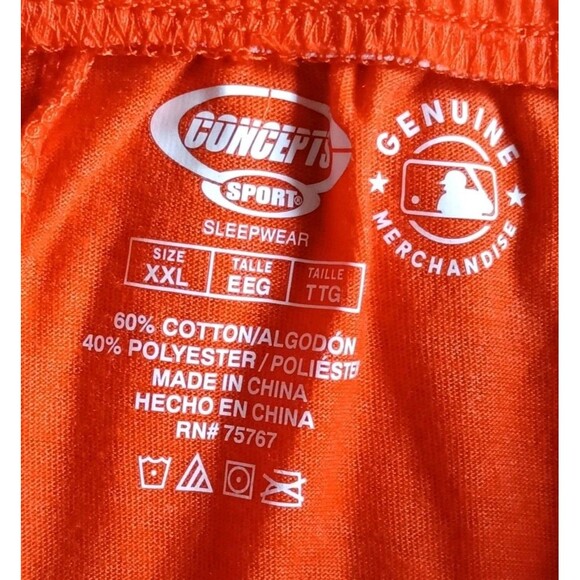 CONCEPTS
SPORT®
SLEEPWEAR
GENUINE
MERCHANDISE
SIZE TALLE TAILLE
XXL EEG TTG
60% COTTON/ALGODÓN
40% POLYESTER / POLIÉSTER
MADE IN CHINA
HECHO EN CHINA
RN# 75767